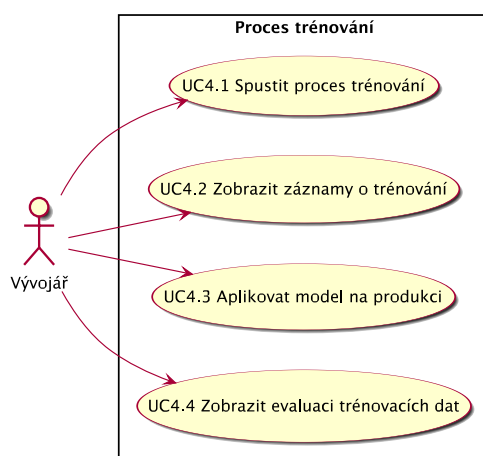 Proces trénování
UC4.1 Spustit proces trénování
UC4.2 Zobrazit záznamy o trénování
Vývojář
UC4.3 Aplikovat model na produkci
UC4.4 Zobrazit evaluaci trénovacích dat